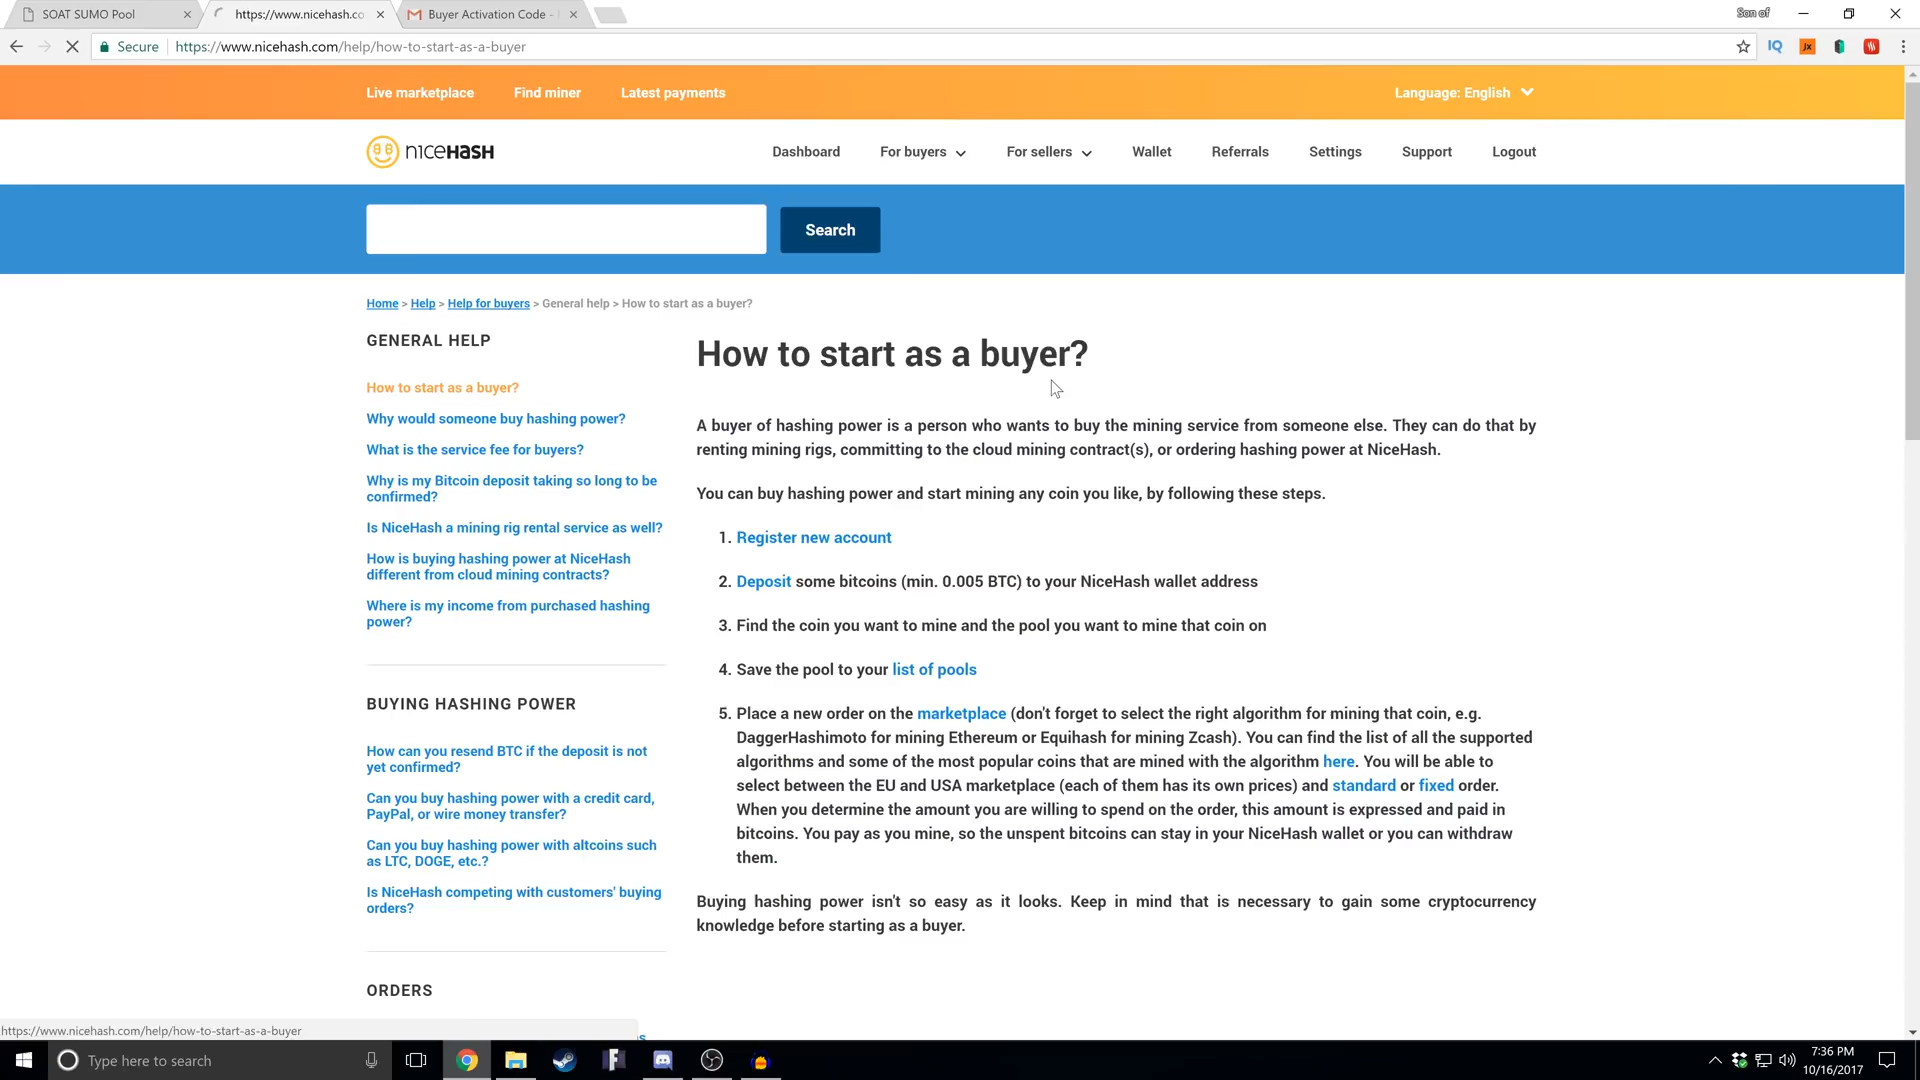 SOAT SUMO Pool
https://www.nicehash.co
Buyer Activation Code -
Son of
Secure
https://www.nicehash.com/help/how-to-start-as-a-buyer
IQ
JX
Live marketplace
Find miner
Latest payments
Language: English
nicehash
Dashboard
For buyers
For sellers
Wallet
Referrals
Settings
Support
Logout
Search
Home > Help > Help for buyers > General help > How to start as a buyer?
GENERAL HELP
How to start as a buyer?
Why would someone buy hashing power?
What is the service fee for buyers?
Why is my Bitcoin deposit taking so long to be
confirmed?
Is NiceHash a mining rig rental service as well?
How is buying hashing power at NiceHash
different from cloud mining contracts?
Where is my income from purchased hashing
power?
BUYING HASHING POWER
How can you resend BTC if the deposit is not
yet confirmed?
Can you buy hashing power with a credit card,
PayPal, or wire money transfer?
Can you buy hashing power with altcoins such
as LTC, DOGE, etc.?
Is NiceHash competing with customers' buying
orders?
ORDERS
How to start as a buyer?
A buyer of hashing power is a person who wants to buy the mining service from someone else. They can do that by
renting mining rigs, committing to the cloud mining contract(s), or ordering hashing power at NiceHash.
You can buy hashing power and start mining any coin you like, by following these steps.
1. Register new account
2. Deposit some bitcoins (min. 0.005 BTC) to your NiceHash wallet address
3. Find the coin you want to mine and the pool you want to mine that coin on
4. Save the pool to your list of pools
5. Place a new order on the marketplace (don't forget to select the right algorithm for mining that coin, e.g.
DaggerHashimoto for mining Ethereum or Equihash for mining Zcash). You can find the list of all the supported
algorithms and some of the most popular coins that are mined with the algorithm here. You will be able to
select between the EU and USA marketplace (each of them has its own prices) and standard or fixed order.
When you determine the amount you are willing to spend on the order, this amount is expressed and paid in
bitcoins. You pay as you mine, so the unspent bitcoins can stay in your NiceHash wallet or you can withdraw
them.
Buying hashing power isn't so easy as it looks. Keep in mind that is necessary to gain some cryptocurrency
knowledge before starting as a buyer.
https://www.nicehash.com/help/how-to-start-as-a-buyer
Type here to search
7:36 PM
10/16/2017